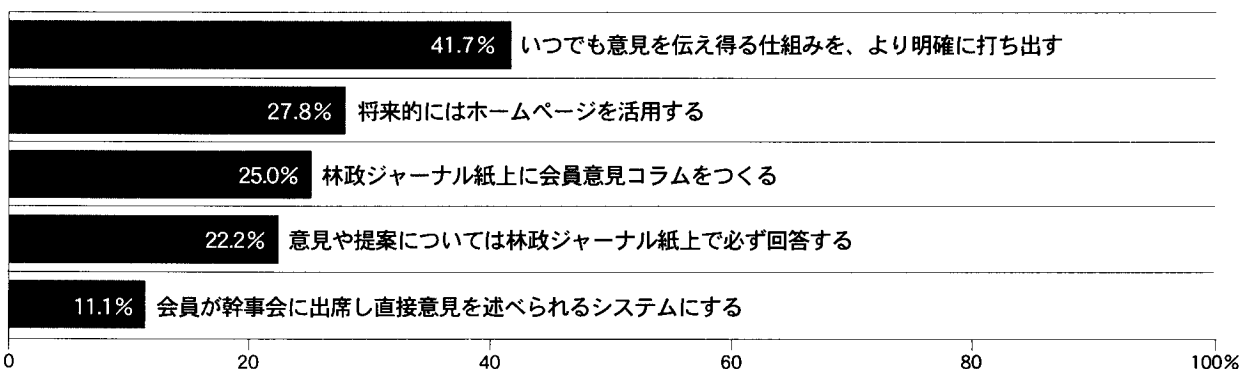 41.7% いつでも意見を伝え得る仕組みを、より明確に打ち出す
27.8% 将来的にはホームページを活用する
25.0% 林政ジャーナル紙上に会員意見コラムをつくる
22.2% 意見や提案については林政ジャーナル紙上で必ず回答する
11.1% 会員が幹事会に出席し直接意見を述べられるシステムにする
0 20 40 60 80 100%